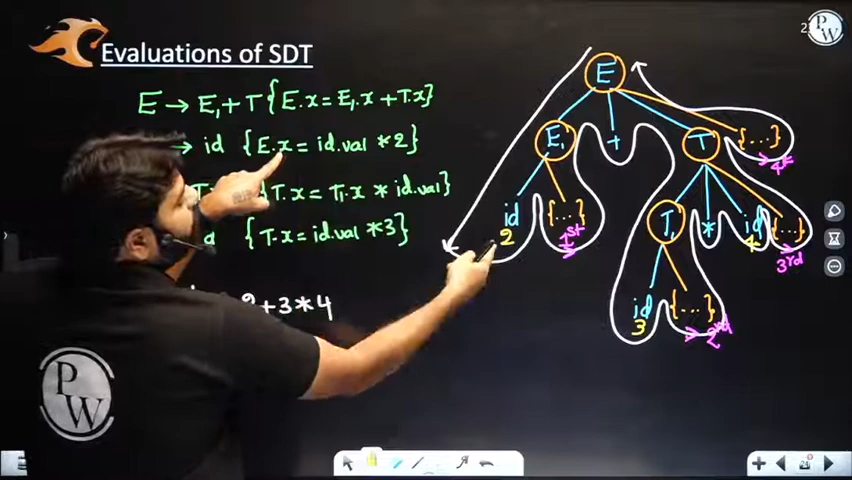 Evaluations of SDT
E → E₁ + T {E.x = E₁.x + T.x}
→ id {E.x = id.val * 2}
T.x = T₁.x * id.val}
{T.x = id.val * 3}
2 + 3 * 4
E
E₁ + T {...}
4th
id {...} T₁ * id {...}
2 1st 4 3rd
id {...}
3 2nd
P
W
P
W